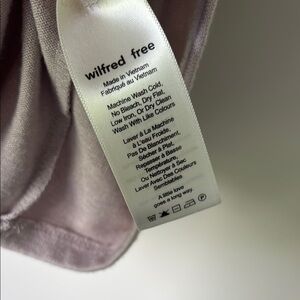 wilfred free
Made in Vietnam
Fabriqué au Vietnam
Machine Wash Cold,
No Bleach, Dry Flat,
Low Iron, Or Dry Clean
Wash With Like Colours
Laver à La Machine
à L'eau Froide,
Pas De Blanchiment,
Sécher à Plat,
Repasser à Basse
Température,
Ou Nettoyer à Sec
Laver Avec Des Couleurs
Semblables
A little love
goes a long way.